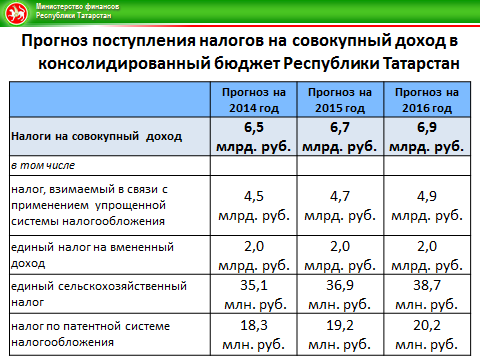 Министерство финансов
Республики Татарстан
Прогноз поступления налогов на совокупный доход в
консолидированный бюджет Республики Татарстан
Прогноз на
2014 год
Прогноз на
2015 год
Прогноз на
2016 год
Налоги на совокупный доход
6,5
млрд. руб.
6,7
млрд. руб.
6,9
млрд. руб.
в том числе
налог, взимаемый в связи с
применением упрощенной
системы налогообложения
4,5
млрд. руб.
4,7
млрд. руб.
4,9
млрд. руб.
единый налог на вмененный
доход
2,0
млрд. руб.
2,0
млрд. руб.
2,0
млрд. руб.
единый сельскохозяйственный
налог
35,1
млн. руб.
36,9
млн. руб.
38,7
млн. руб.
налог по патентной системе
налогообложения
18,3
млн. руб.
19,2
млн. руб.
20,2
млн. руб.